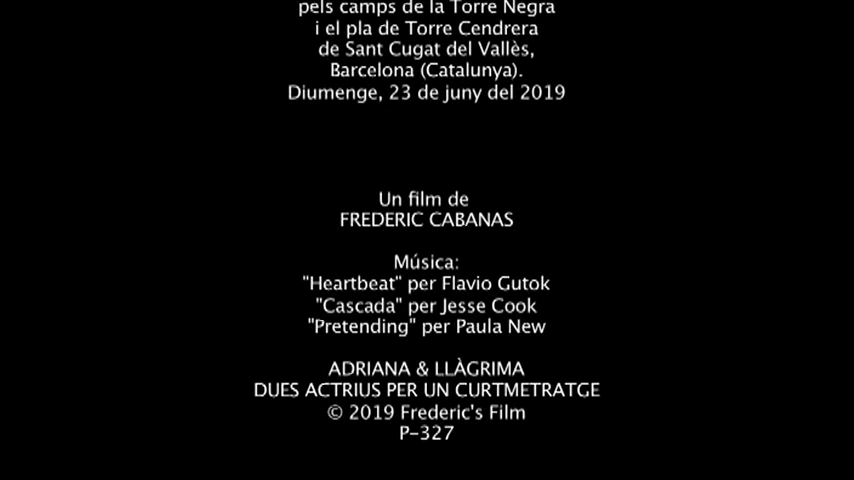 pels camps de la Torre Negra
i el pla de Torre Cendrera
de Sant Cugat del Vallès,
Barcelona (Catalunya).
Diumenge, 23 de juny del 2019
Un film de
FREDERIC CABANAS
Música:
"Heartbeat" per Flavio Gutok
"Cascada" per Jesse Cook
"Pretending" per Paula New
ADRIANA & LLÀGRIMA
DUES ACTRIUS PER UN CURTMETRATGE
© 2019 Frederic's Film
P-327